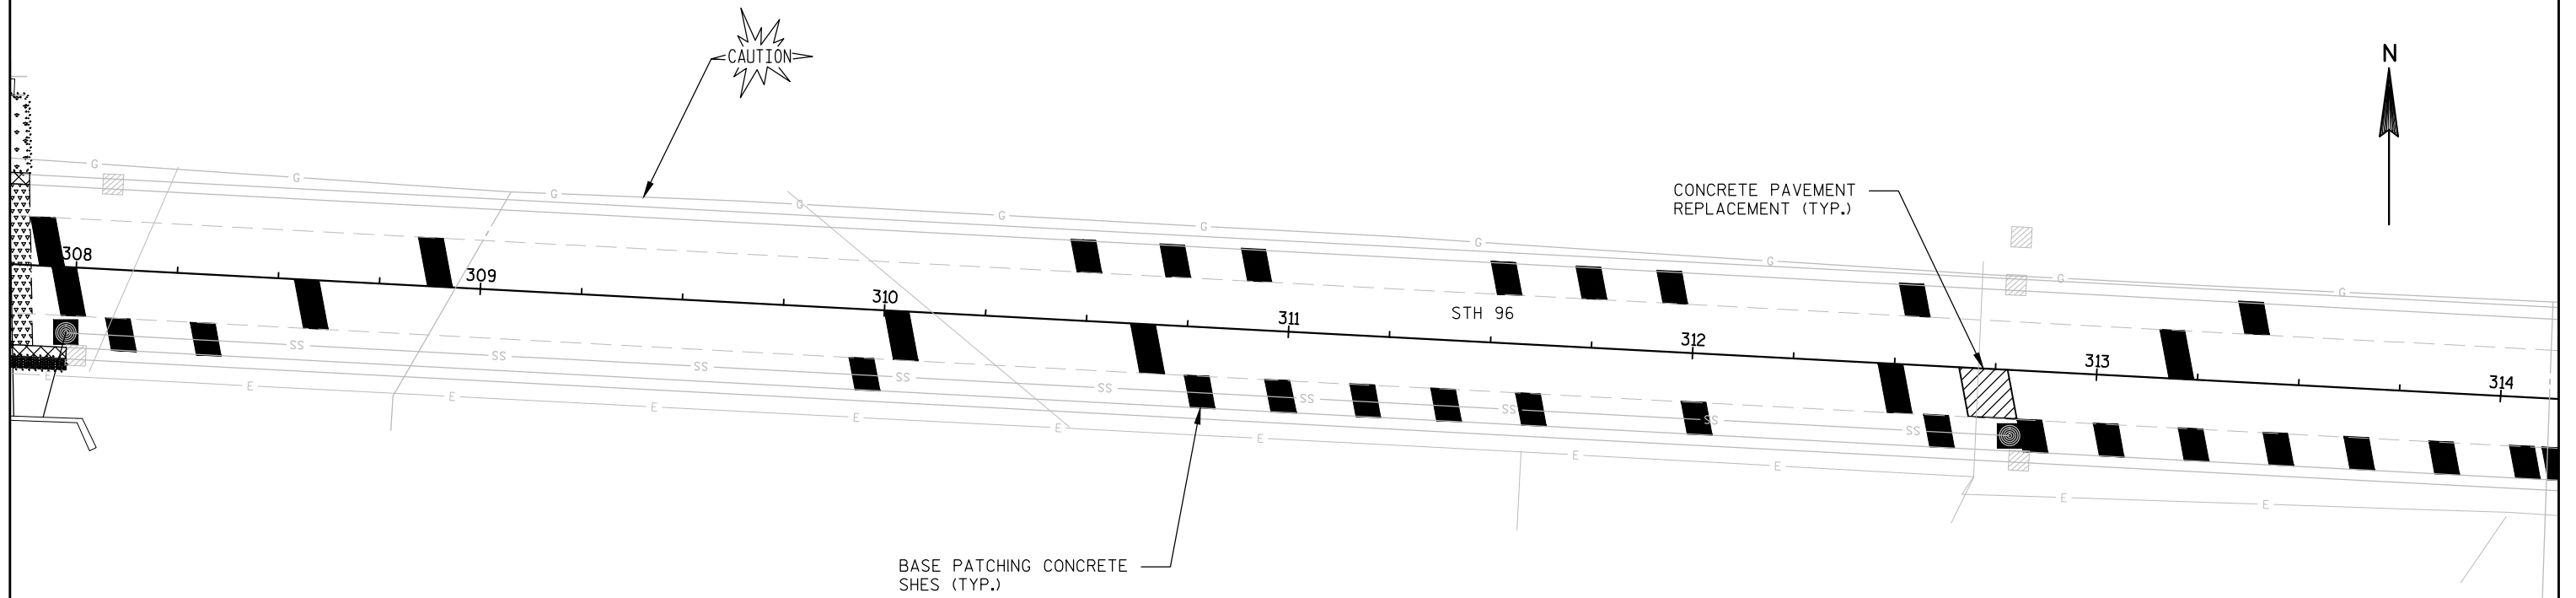 CAUTION
N
CONCRETE PAVEMENT
REPLACEMENT (TYP.)
G G G G G G G G G G
308
309
310
311
STH 96
312
313
314
SS SS SS SS SS SS SS SS SS
E E E E E E E E E E E E
BASE PATCHING CONCRETE
SHES (TYP.)